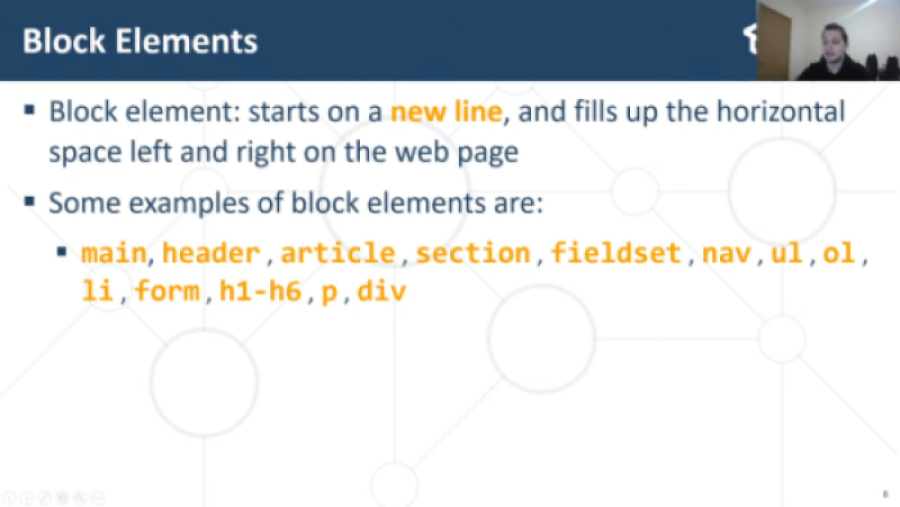 Block Elements
▪ Block element: starts on a new line, and fills up the horizontal
space left and right on the web page
▪ Some examples of block elements are:
▪ main, header, article, section, fieldset, nav, ul, ol,
li, form, h1-h6, p, div
8